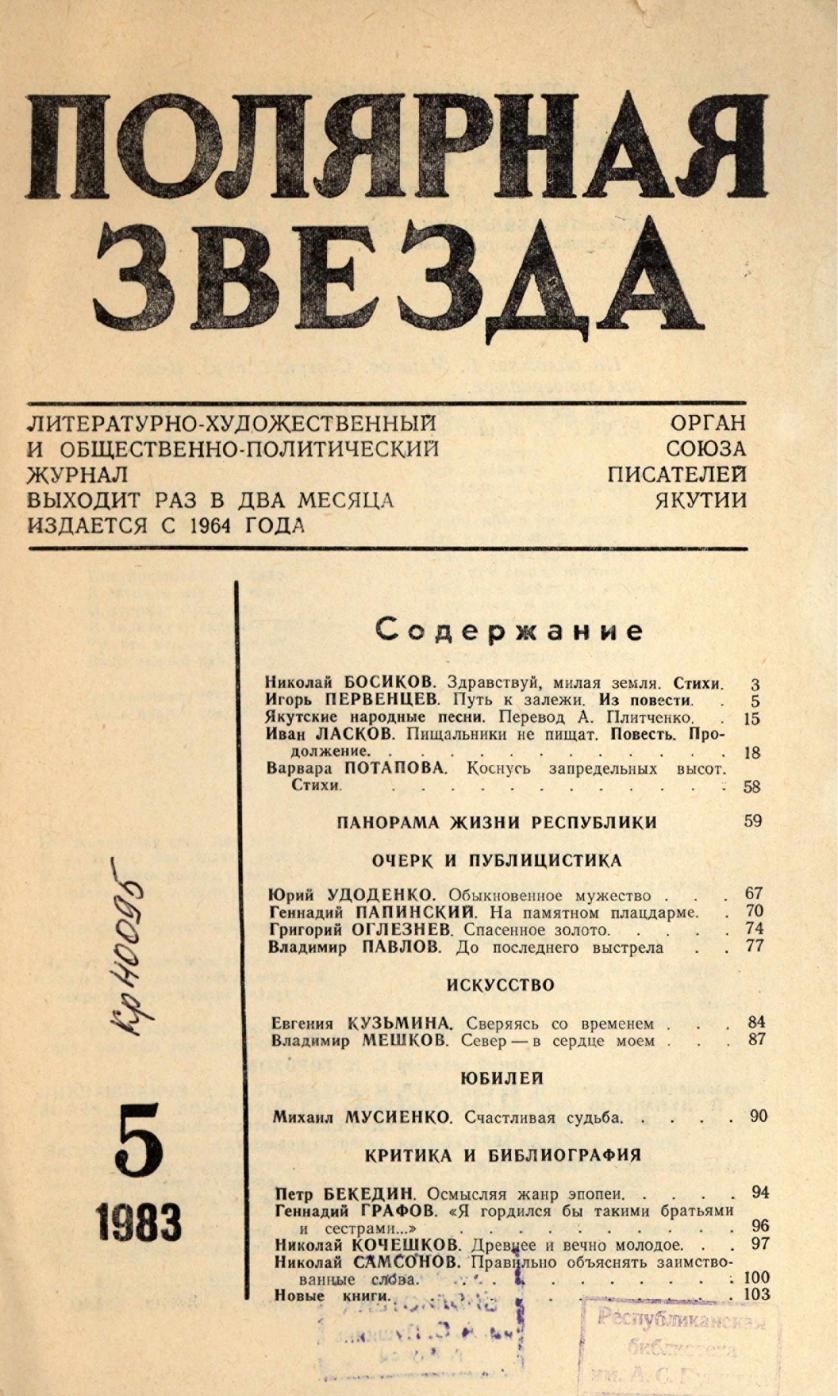 ПОЛЯРНАЯ
ЗВЕЗДА
ЛИТЕРАТУРНО-ХУДОЖЕСТВЕННЫЙ
И ОБЩЕСТВЕННО-ПОЛИТИЧЕСКИЙ
ЖУРНАЛ
ВЫХОДИТ РАЗ В ДВА МЕСЯЦА
ИЗДАЕТСЯ С 1964 ГОДА
ОРГАН
СОЮЗА
ПИСАТЕЛЕЙ
ЯКУТИИ
Содержание
Николай БОСИКОВ. Здравствуй, милая земля. Стихи. 3
Игорь ПЕРВЕНЦЕВ. Путь к залежи. Из повести. . 5
Якутские народные песни. Перевод А. Плитченко. . 15
Иван ЛАСКОВ. Пищальники не пищат. Повесть. Про-
должение. . . . . . . . . . . . . 18
Варвара ПОТАПОВА. Коснусь запредельных высот.
Стихи. . . . . . . . . . . . . 58
ПАНОРАМА ЖИЗНИ РЕСПУБЛИКИ 59
ОЧЕРК И ПУБЛИЦИСТИКА
Юрий УДОДЕНКО. Обыкновенное мужество . . . 67
Геннадий ПАПИНСКИЙ. На памятном плацдарме. . 70
Григорий ОГЛЕЗНЕВ. Спасенное золото. . . . . 74
Владимир ПАВЛОВ. До последнего выстрела . . 77
ИСКУССТВО
Евгения КУЗЬМИНА. Сверяясь со временем . . . 84
Владимир МЕШКОВ. Север — в сердце моем . . . 87
ЮБИЛЕЙ
Михаил МУСИЕНКО. Счастливая судьба. . . . . 90
КРИТИКА И БИБЛИОГРАФИЯ
Петр БЕКЕДИН. Осмысляя жанр эпопеи. . . . . 94
Геннадий ГРАФОВ. «Я гордился бы такими братьями
и сестрами...» . . . . . . . . . . 96
Николай КОЧЕШКОВ. Древнее и вечно молодое. . . 97
Николай САМСОНОВ. Правильно объяснять заимство-
ванные слова. . . . . . . . . . . . 100
Новые книги. . . . . . . . . . . . 103
кр 40095
5
1983
Республиканская
библиотека
им. А. С.